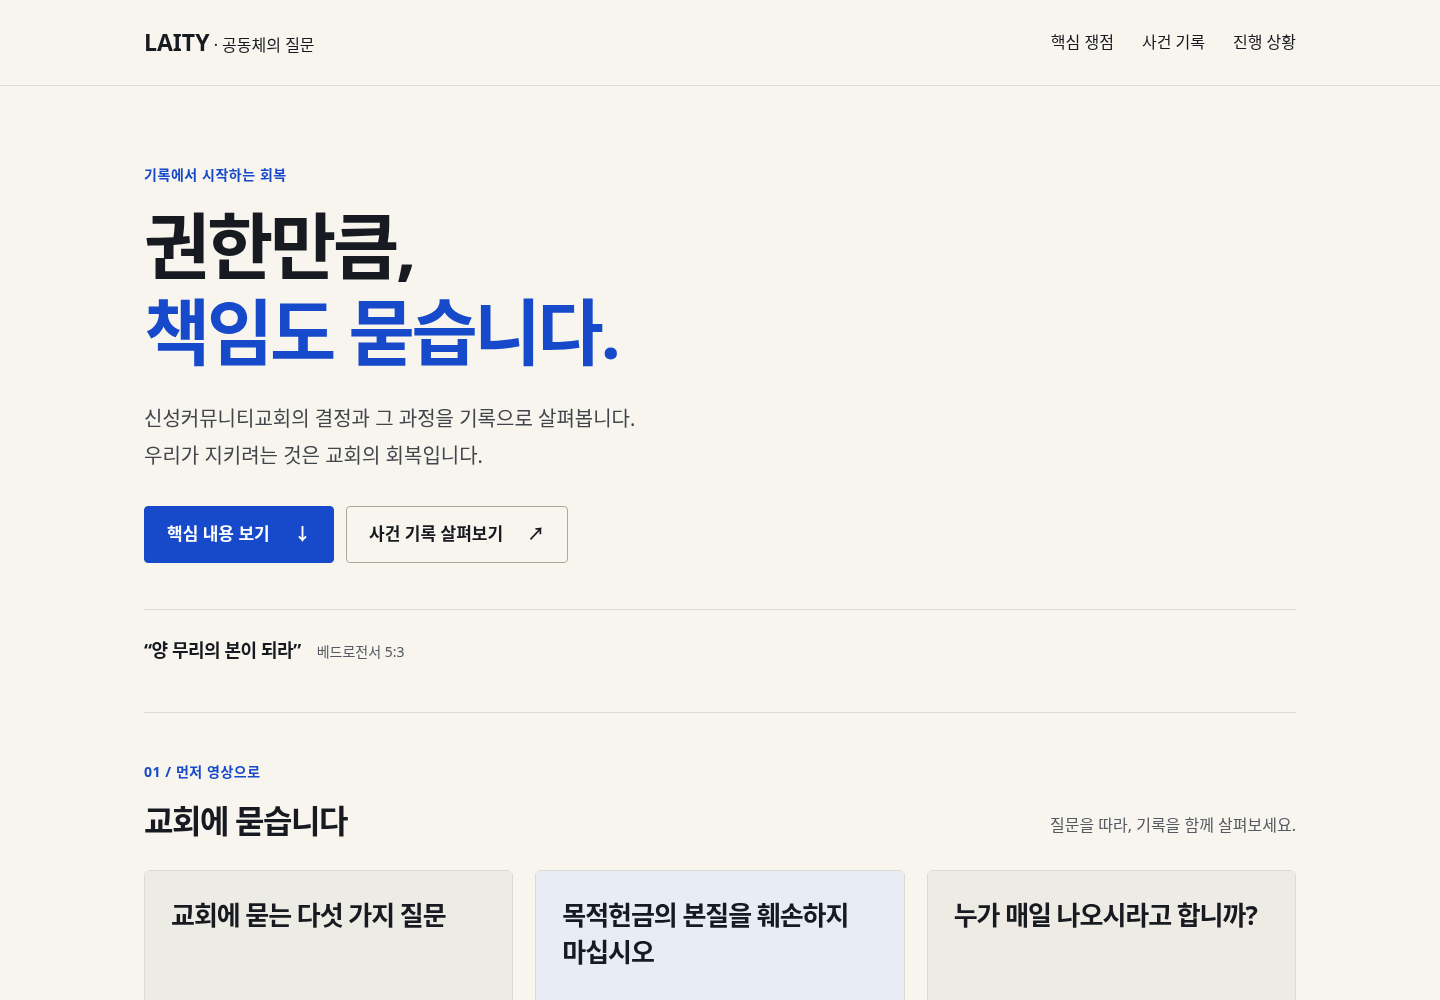 LAITY · 공동체의 질문
핵심 쟁점 사건 기록 진행 상황
기록에서 시작하는 회복
권한만큼,
책임도 묻습니다.
신성커뮤니티교회의 결정과 그 과정을 기록으로 살펴봅니다.
우리가 지키려는 것은 교회의 회복입니다.
핵심 내용 보기 ↓
사건 기록 살펴보기 ↗
“양 무리의 본이 되라” 베드로전서 5:3
01 / 먼저 영상으로
교회에 묻습니다
질문을 따라, 기록을 함께 살펴보세요.
교회에 묻는 다섯 가지 질문
목적헌금의 본질을 훼손하지
마십시오
누가 매일 나오시라고 합니까?